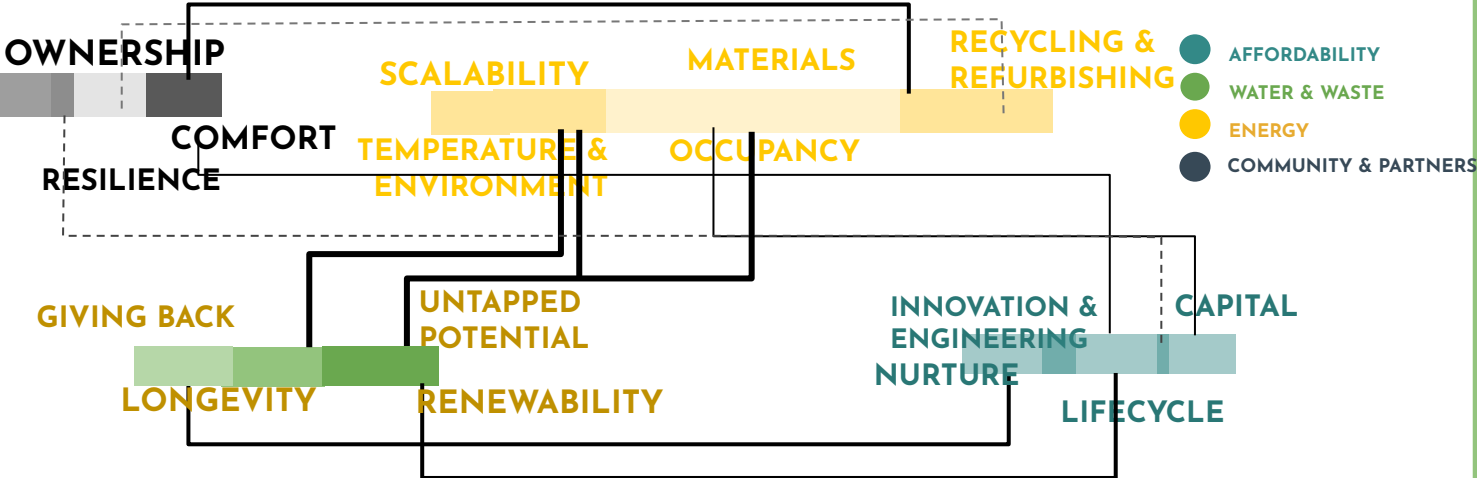 OWNERSHIP
COMFORT
RESILIENCE
SCALABILITY
MATERIALS
RECYCLING &
REFURBISHING
TEMPERATURE &
ENVIRONMENT
OCCUPANCY
AFFORDABILITY
WATER & WASTE
ENERGY
COMMUNITY & PARTNERS
GIVING BACK
UNTAPPED
POTENTIAL
LONGEVITY
RENEWABILITY
INNOVATION &
ENGINEERING
NURTURE
CAPITAL
LIFECYCLE